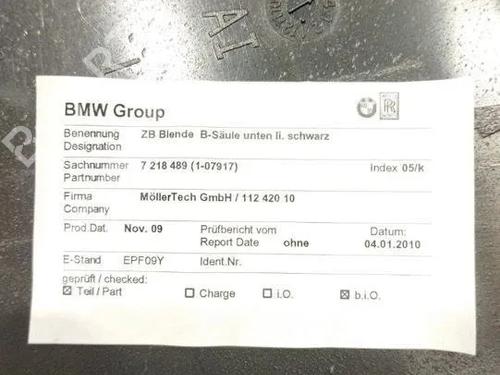 AI
BMW Group
Benennung ZB Blende B-Säule unten li. schwarz
Designation
Sachnummer 7 218 489 (1-07917) Index 05/k
Partnumber
Firma MöllerTech GmbH / 112 420 10
Company
Prod.Dat. Nov. 09 Prüfbericht vom Datum:
Report Date ohne 04.01.2010
E-Stand EPF09Y Ident.Nr.
geprüft / checked:
☒ Teil / Part ☐ Charge ☐ i.O. ☒ b.i.O.